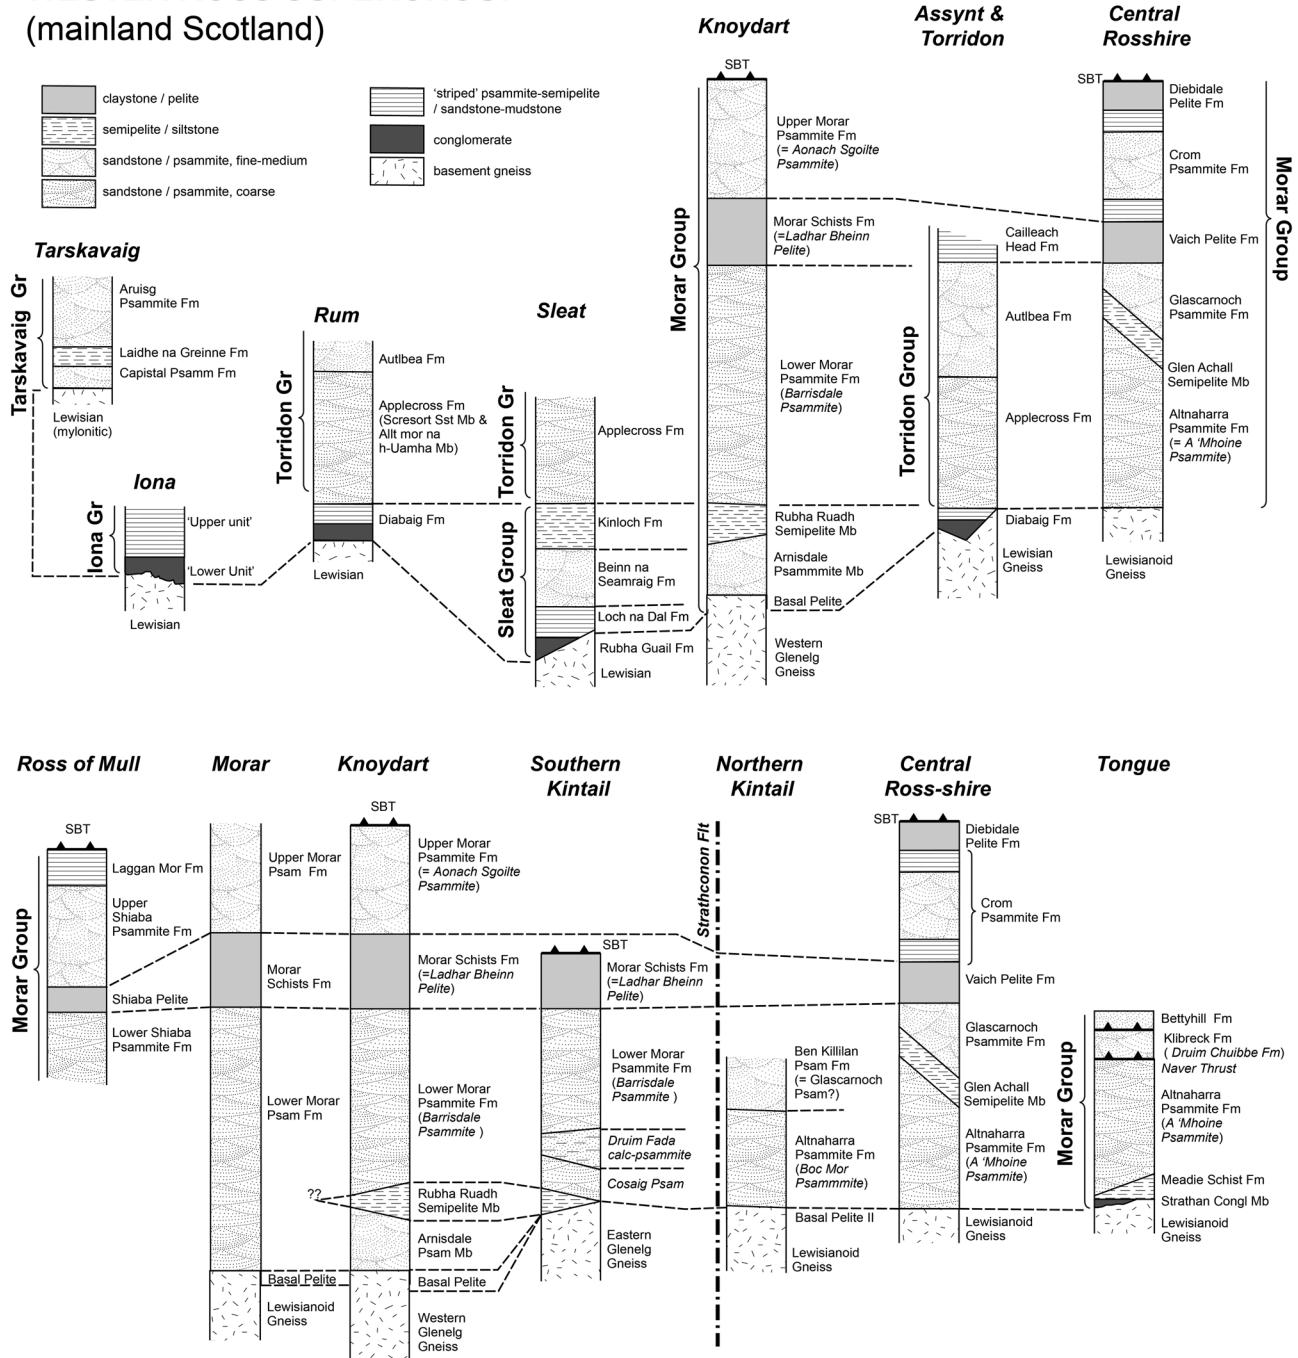 (mainland Scotland)
claystone / pelite
semipelite / siltstone
sandstone / psammite, fine-medium
sandstone / psammite, coarse
'striped' psammite-semipelite
/ sandstone-mudstone
conglomerate
basement gneiss
Tarskavaig
Tarskavaig Gr
Aruisg
Psammite Fm
Laidhe na Greinne Fm
Capistal Psamm Fm
Lewisian
(mylonitic)
Iona
Iona Gr
'Upper unit'
'Lower Unit'
Lewisian
Rum
Torridon Gr
Autlbea Fm
Applecross Fm
(Scresort Sst Mb &
Allt mor na
h-Uamha Mb)
Diabaig Fm
Lewisian
Sleat
Torridon Gr
Sleat Group
Applecross Fm
Kinloch Fm
Beinn na
Seamraig Fm
Loch na Dal Fm
Rubha Guail Fm
Lewisian
Knoydart
SBT
Morar Group
Upper Morar
Psammite Fm
(= Aonach Sgoilte
Psammite)
Morar Schists Fm
(=Ladhar Bheinn
Pelite)
Lower Morar
Psammite Fm
(Barrisdale
Psammite)
Rubha Ruadh
Semipelite Mb
Arnisdale
Psammmite Mb
Basal Pelite
Western
Glenelg
Gneiss
Assynt &
Torridon
Torridon Group
Cailleach
Head Fm
Autlbea Fm
Applecross Fm
Diabaig Fm
Lewisian
Gneiss
Central
Rosshire
SBT
Diebidale
Pelite Fm
Crom
Psammite Fm
Vaich Pelite Fm
Glascarnoch
Psammite Fm
Glen Achall
Semipelite Mb
Altnaharra
Psammite Fm
(= A 'Mhoine
Psammite)
Lewisianoid
Gneiss
Morar Group
Ross of Mull
SBT
Morar Group
Laggan Mor Fm
Upper
Shiaba
Psammite Fm
Shiaba Pelite
Lower Shiaba
Psammite Fm
Morar
Upper Morar
Psam Fm
Morar
Schists Fm
Lower Morar
Psam Fm
??
Basal Pelite
Lewisianoid
Gneiss
Knoydart
SBT
Upper Morar
Psammite Fm
(= Aonach Sgoilte
Psammite)
Morar Schists Fm
(=Ladhar Bheinn
Pelite)
Lower Morar
Psammite Fm
(Barrisdale
Psammite )
Rubha Ruadh
Semipelite Mb
Arnisdale
Psam Mb
Basal Pelite
Western
Glenelg
Gneiss
Southern
Kintail
SBT
Morar Schists Fm
(=Ladhar Bheinn
Pelite)
Lower Morar
Psammite Fm
(Barrisdale
Psammite )
Druim Fada
calc-psammite
Cosaig Psam
Eastern
Glenelg
Gneiss
Northern
Kintail
Strathconon Flt
Ben Killilan
Psam Fm
(= Glascarnoch
Psam?)
Altnaharra
Psammite Fm
(Boc Mor
Psammmite)
Basal Pelite II
Lewisianoid
Gneiss
Central
Ross-shire
SBT
Diebidale
Pelite Fm
Crom
Psammite Fm
Vaich Pelite Fm
Glascarnoch
Psammite Fm
Glen Achall
Semipelite Mb
Altnaharra
Psammite Fm
(A 'Mhoine
Psammite)
Lewisianoid
Gneiss
Tongue
Morar Group
Bettyhill Fm
Klibreck Fm
( Druim Chuibbe Fm)
Naver Thrust
Altnaharra
Psammite Fm
(A 'Mhoine
Psammite)
Meadie Schist Fm
Strathan Congl Mb
Lewisianoid
Gneiss